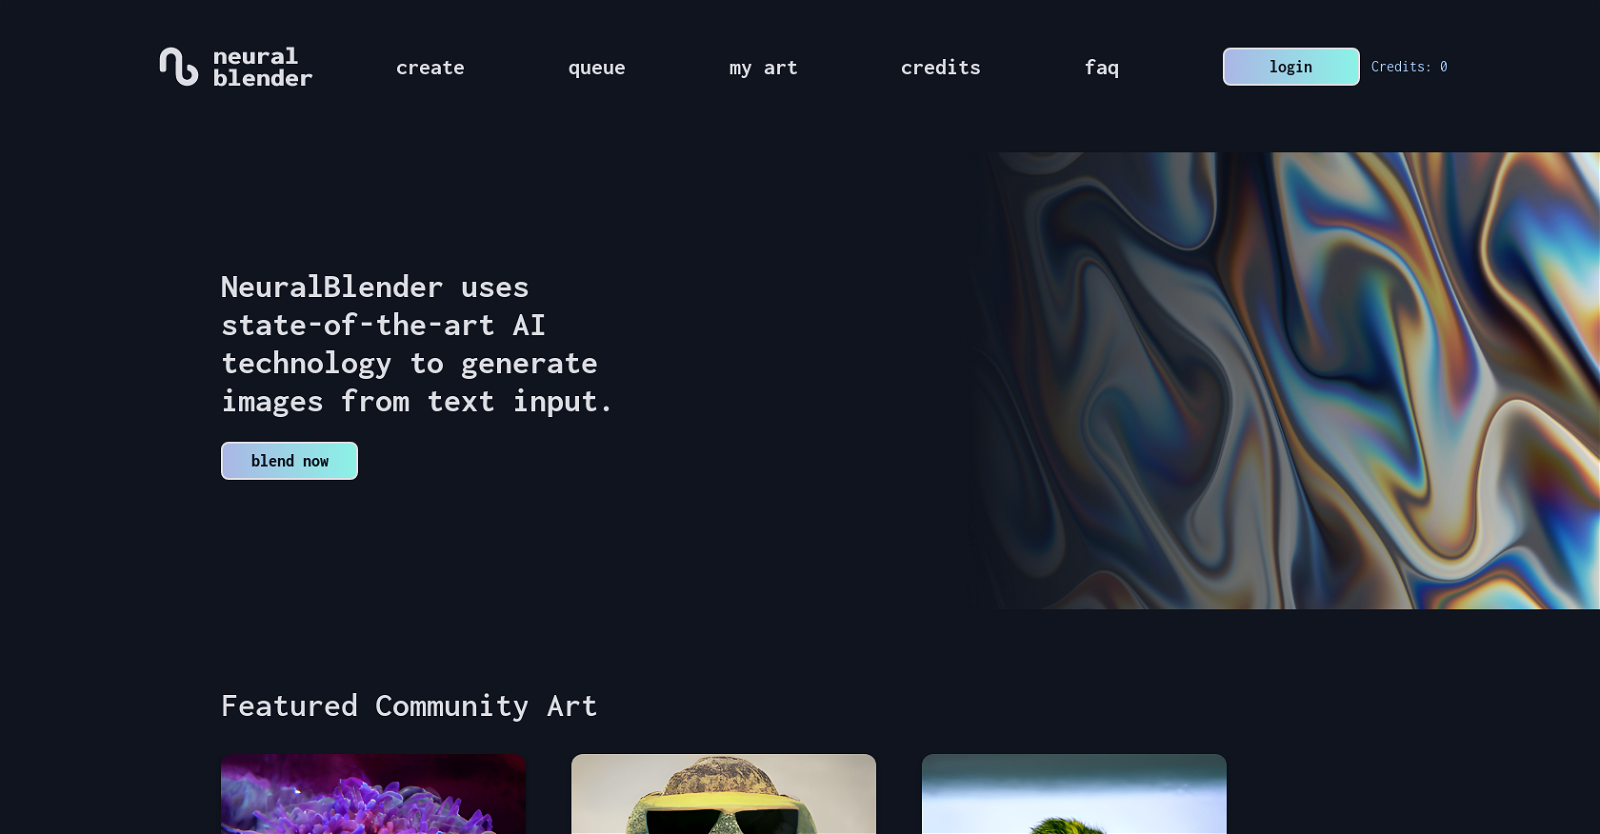 neural
blender
create
queue
my art
credits
faq
login
Credits: 0
NeuralBlender uses
state-of-the-art AI
technology to generate
images from text input.
blend now
Featured Community Art